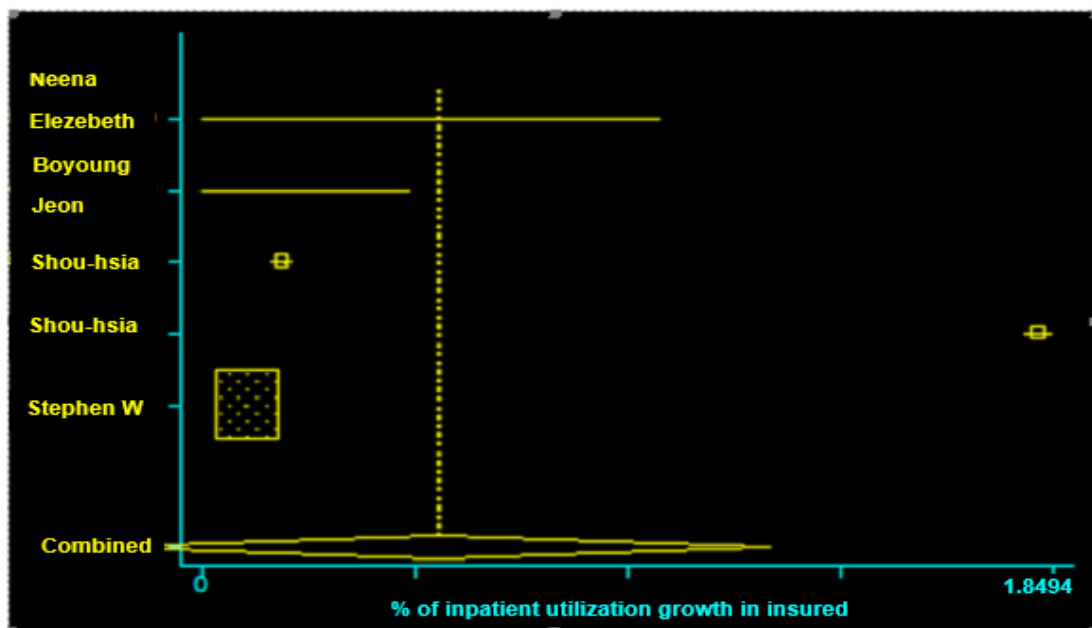 Neena
Elezebeth
Boyoung
Jeon
Shou-hsia
Shou-hsia
Stephen W
Combined
0
1.8494
% of inpatient utilization growth in insured